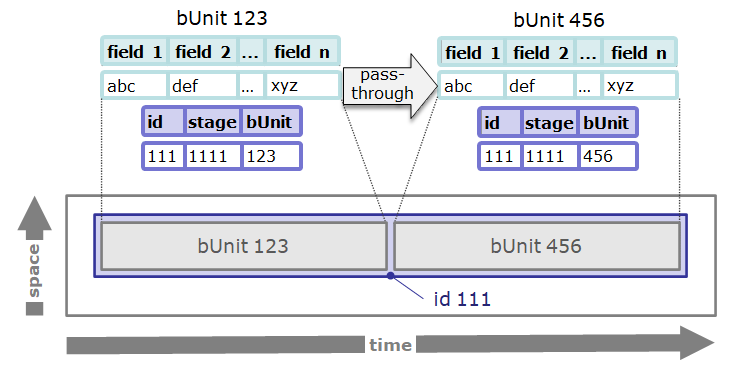 bUnit 123
bUnit 456
field 1 field 2 ... field n
field 1 field 2 ... field n
abc def ... xyz
pass-
through
abc def ... xyz
id stage bUnit
id stage bUnit
111 1111 123
111 1111 456
space
bUnit 123
bUnit 456
id 111
time